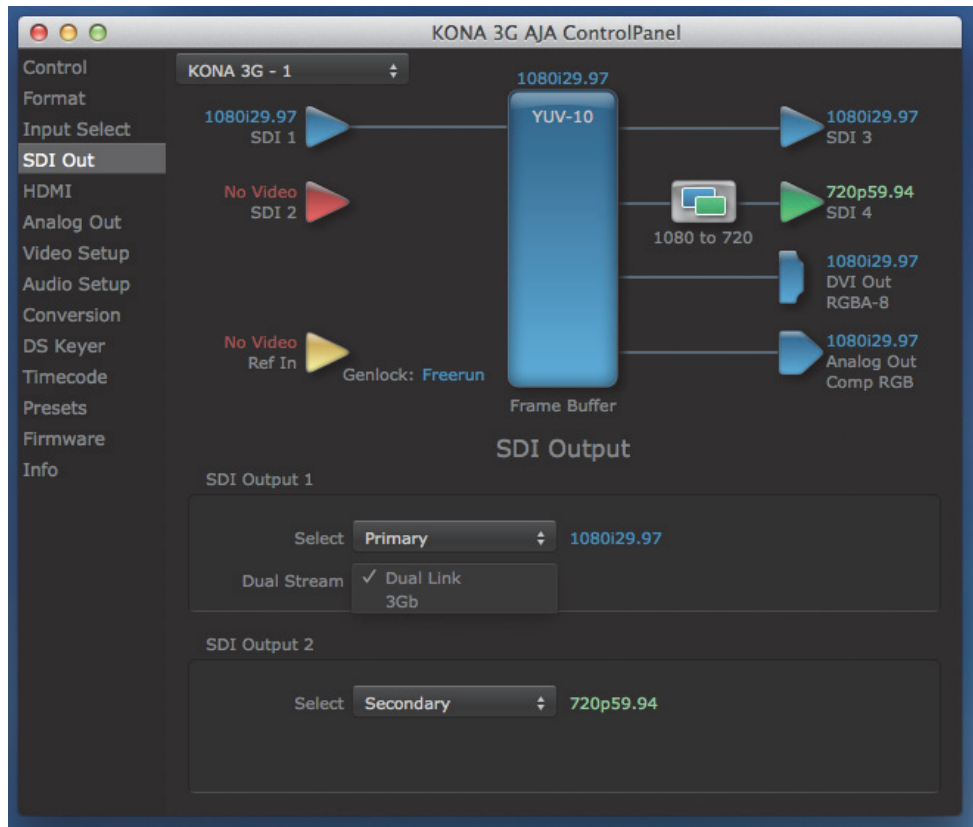 KONA 3G AJA ControlPanel
Control
Format
Input Select
SDI Out
HDMI
Analog Out
Video Setup
Audio Setup
Conversion
DS Keyer
Timecode
Presets
Firmware
Info
KONA 3G - 1
1080i29.97
YUV-10
1080i29.97
SDI 1
No Video
SDI 2
No Video
Ref In
Genlock: Freerun
Frame Buffer
1080i29.97
SDI 3
1080 to 720
720p59.94
SDI 4
1080i29.97
DVI Out
RGBA-8
1080i29.97
Analog Out
Comp RGB
SDI Output
SDI Output 1
Select Primary 1080i29.97
Dual Stream ✓ Dual Link
3Gb
SDI Output 2
Select Secondary 720p59.94